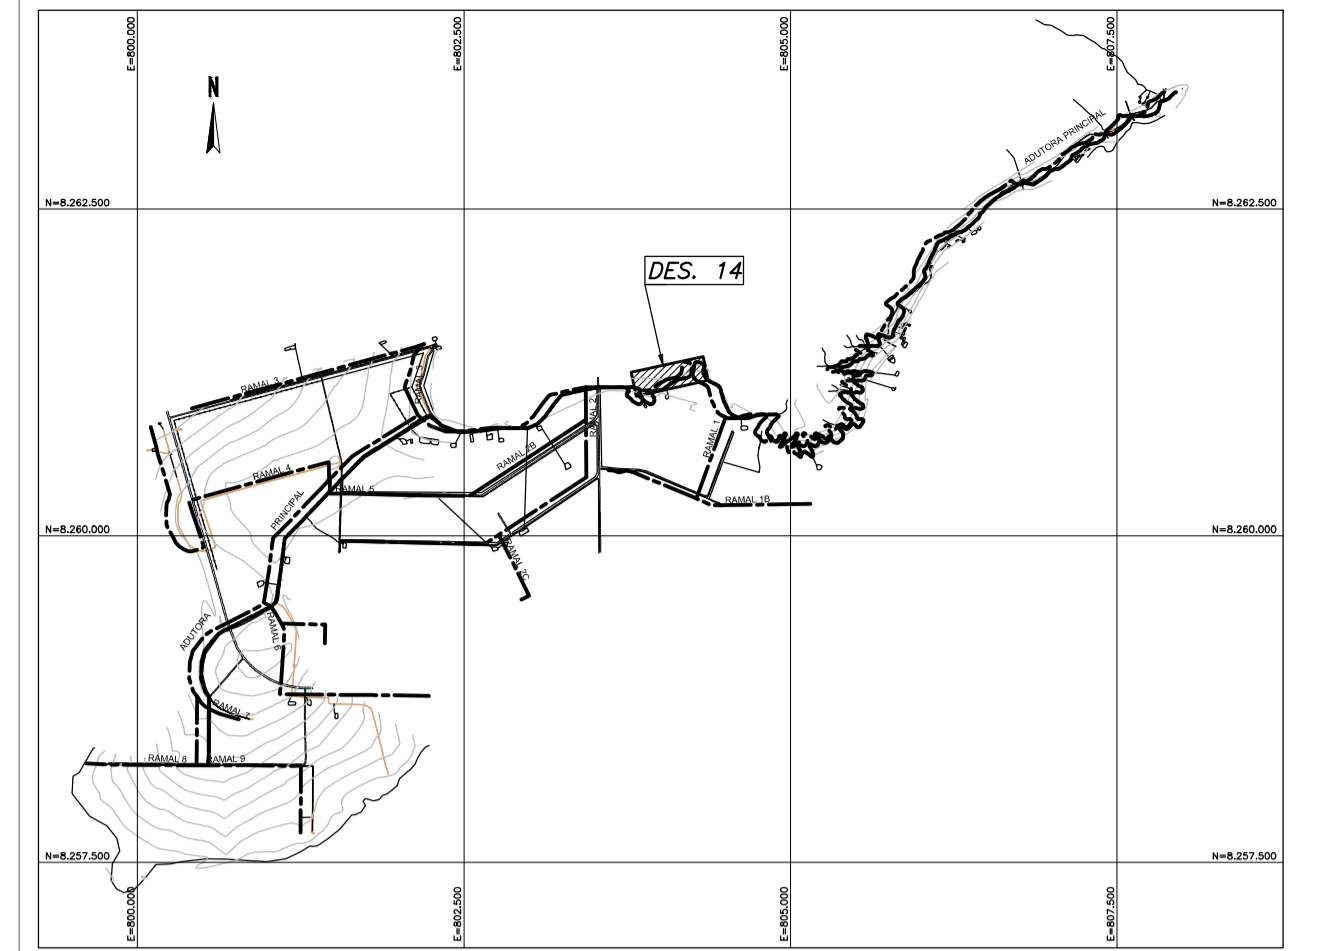 E=800.000
E=802.500
E=805.000
E=807.500
N
ADUTORA PRINCIPAL
N=8.262.500
N=8.262.500
DES. 14
RAMAL 3
RAMAL 2
RAMAL 1
RAMAL 2B
RAMAL 4
RAMAL 5
RAMAL 1B
PRINCIPAL
N=8.260.000
N=8.260.000
RAMAL 2C
ADUTORA
RAMAL 6
RAMAL 7
RAMAL 8
RAMAL 9
N=8.257.500
N=8.257.500
E=800.000
E=802.500
E=805.000
E=807.500